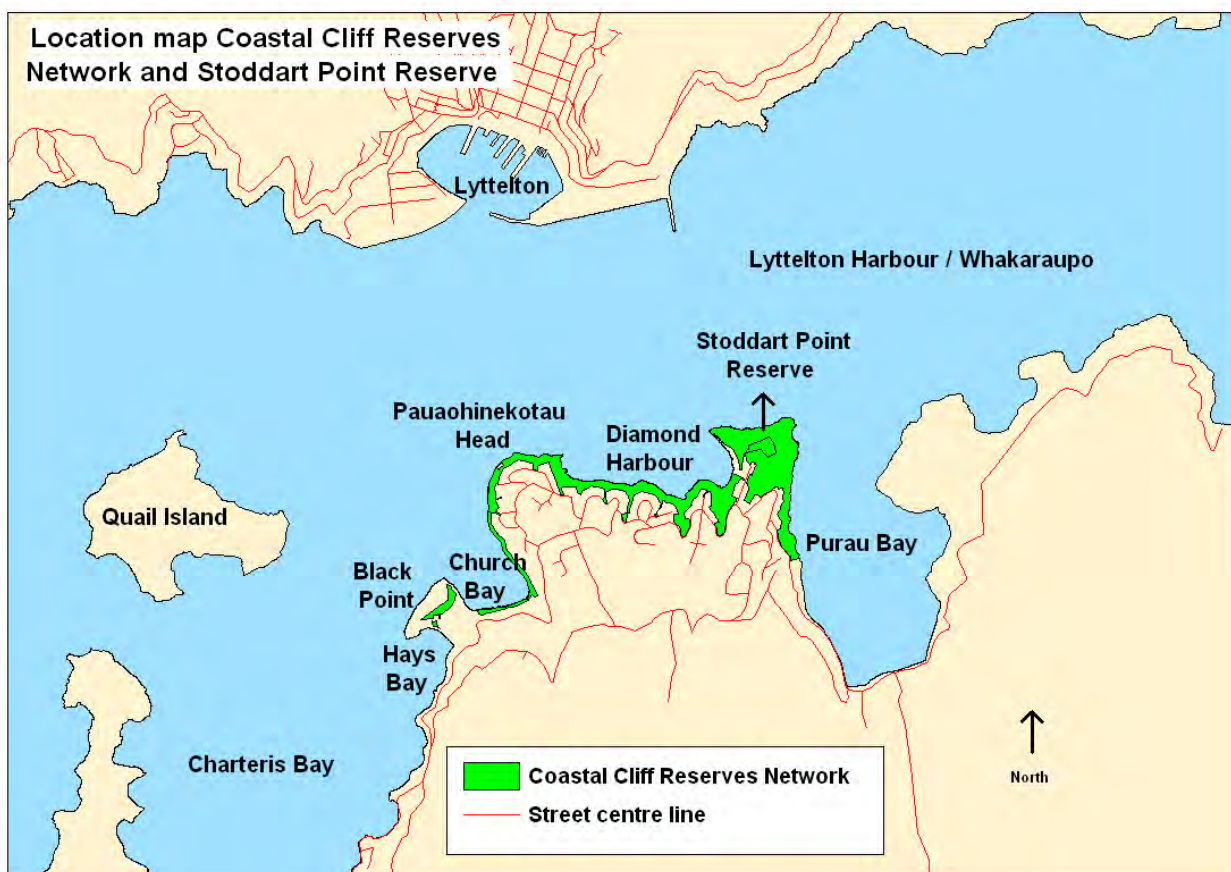 Location map Coastal Cliff Reserves
Network and Stoddart Point Reserve
Lyttelton
Lyttelton Harbour / Whakaraupo
Stoddart Point
Reserve
Pauaohinekotau
Head
Diamond
Harbour
Quail Island
Purau Bay
Church
Bay
Black
Point
Hays
Bay
Charteris Bay
North
Coastal Cliff Reserves Network
Street centre line